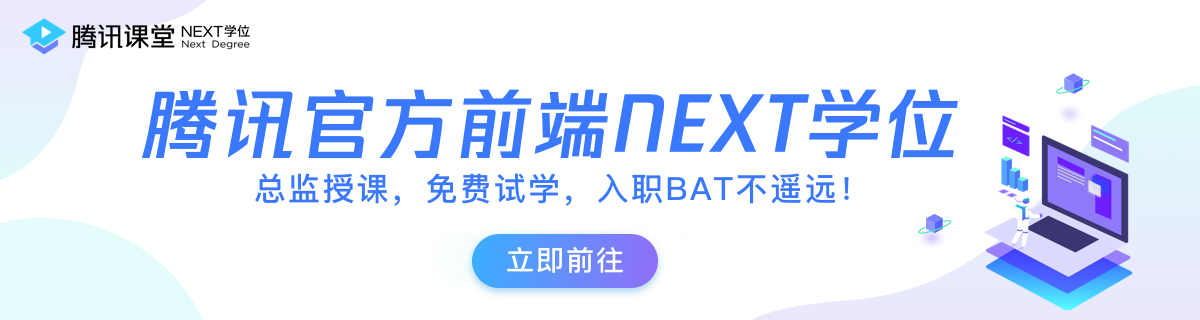 腾讯课堂 NEXT学位
Next Degree
腾讯官方前端NEXT学位
总监授课，免费试学，入职BAT不遥远！
立即前往